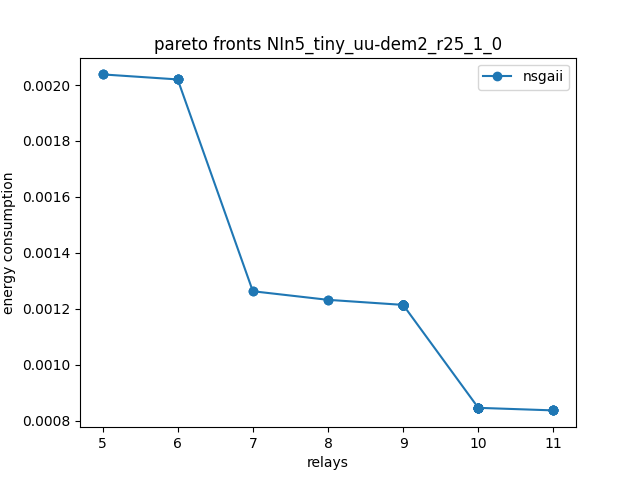 pareto fronts NIn5_tiny_uu-dem2_r25_1_0
nsgaii
energy consumption
0.0020
0.0018
0.0016
0.0014
0.0012
0.0010
0.0008
5 6 7 8 9 10 11
relays